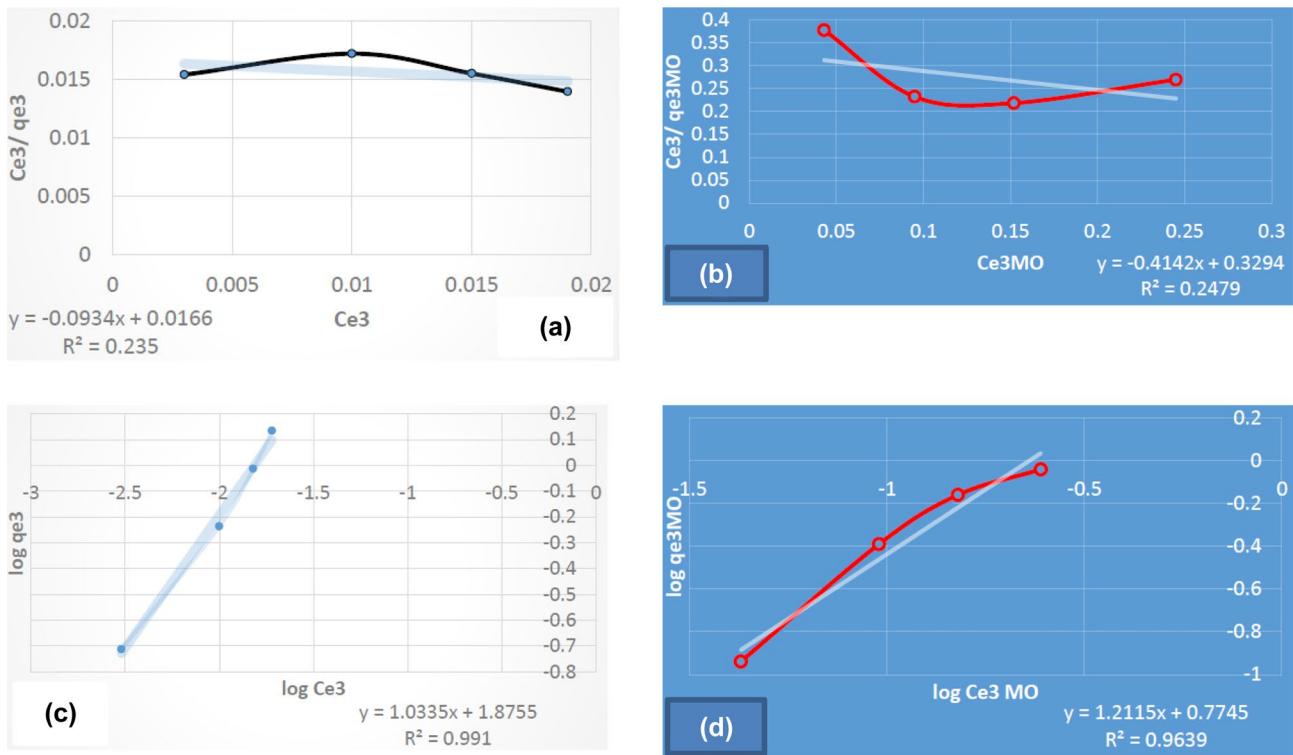 0.02
0.015
0.01
0.005
0
Ce3/ qe3
0 0.005 0.01 0.015 0.02
y = -0.0934x + 0.0166
R² = 0.235
Ce3
(a)
0.4
0.35
0.3
0.25
0.2
0.15
0.1
0.05
0
Ce3/ qe3MO
0 0.05 0.1 0.15 0.2 0.25 0.3
Ce3MO
y = -0.4142x + 0.3294
R² = 0.2479
(b)
0.2
0.1
0
-0.1
-0.2
-0.3
-0.4
-0.5
-0.6
-0.7
-0.8
-3 -2.5 -2 -1.5 -1 -0.5 0
log qe3
log Ce3
y = 1.0335x + 1.8755
R² = 0.991
(c)
0.2
0
-0.2
-0.4
-0.6
-0.8
-1
-1.5 -1 -0.5 0
log qe3MO
log Ce3 MO
y = 1.2115x + 0.7745
R² = 0.9639
(d)